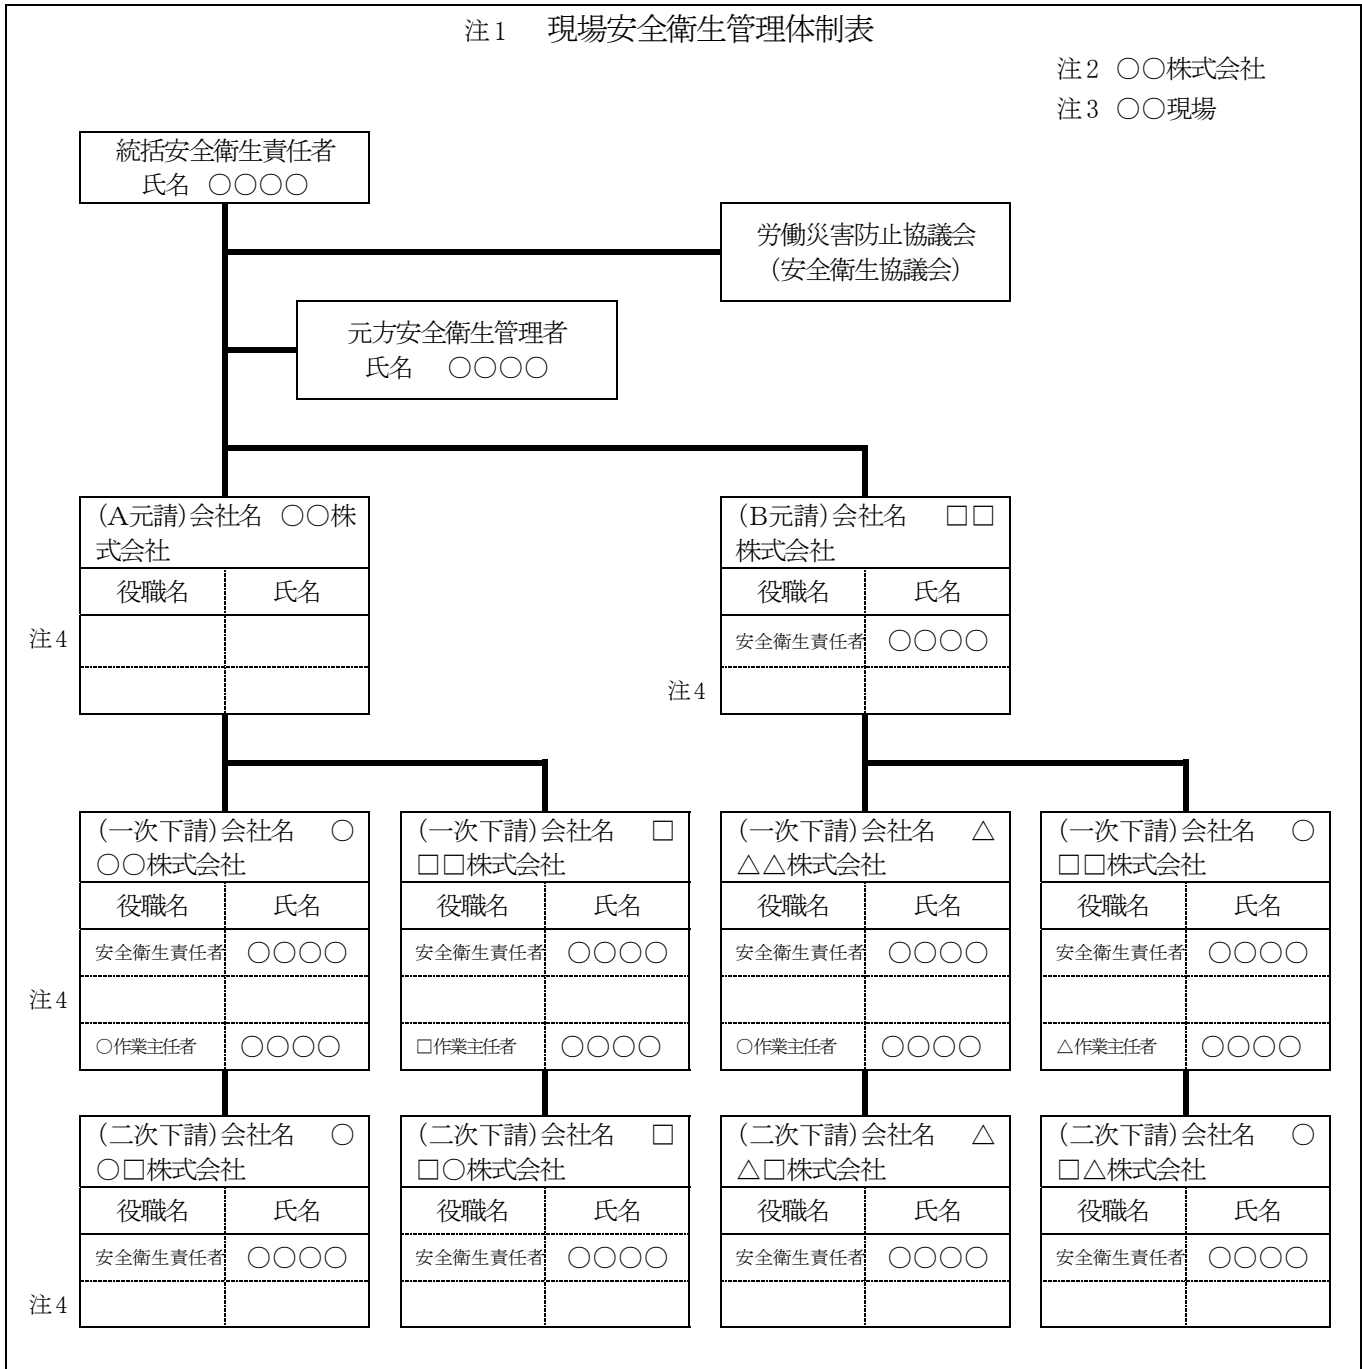 注1 現場安全衛生管理体制表
注2 ○○株式会社
注3 ○○現場
統括安全衛生責任者
氏名 ○○○○
労働災害防止協議会
(安全衛生協議会)
元方安全衛生管理者
氏名 ○○○○
(A元請)会社名 ○○株
式会社
役職名 氏名
注4
(B元請)会社名 □□
株式会社
役職名 氏名
安全衛生責任者 ○○○○
注4
(一次下請)会社名 ○
○○株式会社
役職名 氏名
安全衛生責任者 ○○○○
注4
○作業主任者 ○○○○
(一次下請)会社名 □
□□株式会社
役職名 氏名
安全衛生責任者 ○○○○
□作業主任者 ○○○○
(一次下請)会社名 △
△△株式会社
役職名 氏名
安全衛生責任者 ○○○○
○作業主任者 ○○○○
(一次下請)会社名 ○
□□株式会社
役職名 氏名
安全衛生責任者 ○○○○
△作業主任者 ○○○○
(二次下請)会社名 ○
○□株式会社
役職名 氏名
安全衛生責任者 ○○○○
注4
(二次下請)会社名 □
□○株式会社
役職名 氏名
安全衛生責任者 ○○○○
(二次下請)会社名 △
△□株式会社
役職名 氏名
安全衛生責任者 ○○○○
(二次下請)会社名 ○
□△株式会社
役職名 氏名
安全衛生責任者 ○○○○